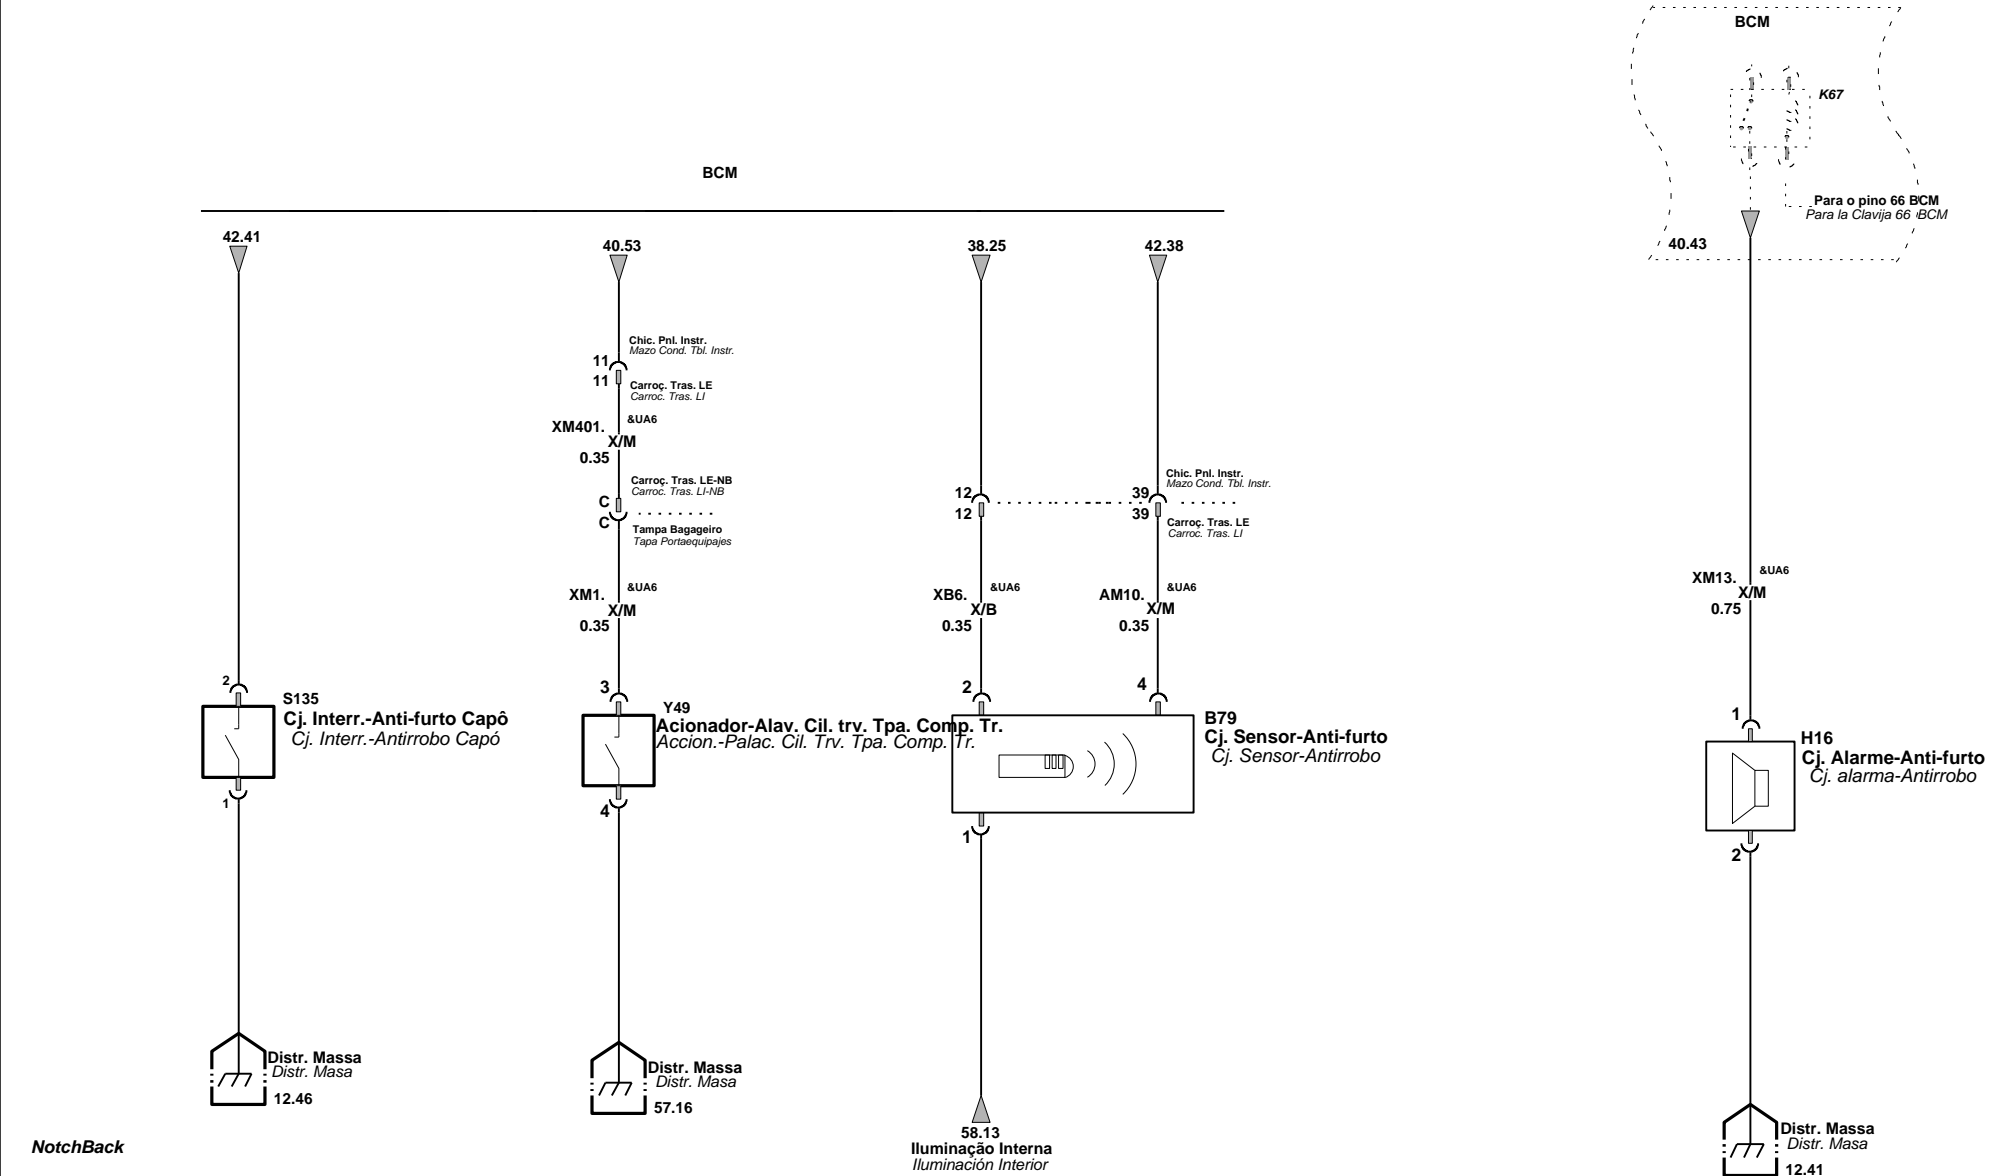 BCM
K67
Para o pino 66 BCM
Para la Clavija 66 BCM
40.43
BCM
42.41
40.53
38.25
42.38
Chic. Pnl. Instr.
Mazo Cond. Tbl. Instr.
11
11
Carroç. Tras. LE
Carroc. Tras. LI
&UA6
XM401.
X/M
0.35
Carroç. Tras. LE-NB
Carroc. Tras. LI-NB
C
C
Tampa Bagageiro
Tapa Portaequipajes
12
12
Chic. Pnl. Instr.
Mazo Cond. Tbl. Instr.
39
39
Carroç. Tras. LE
Carroc. Tras. LI
&UA6
XM1.
X/M
0.35
&UA6
XB6.
X/B
0.35
&UA6
AM10.
X/M
0.35
&UA6
XM13.
X/M
0.75
2
S135
Cj. Interr.-Anti-furto Capô
Cj. Interr.-Antirrobo Capó
1
3
Y49
Acionador-Alav. Cil. trv. Tpa. Comp. Tr.
Accion.-Palac. Cil. Trv. Tpa. Comp. Tr.
4
2
4
B79
Cj. Sensor-Anti-furto
Cj. Sensor-Antirrobo
1
1
H16
Cj. Alarme-Anti-furto
Cj. alarma-Antirrobo
2
Distr. Massa
Distr. Masa
12.46
Distr. Massa
Distr. Masa
57.16
58.13
Iluminação Interna
Iluminación Interior
Distr. Massa
Distr. Masa
12.41
NotchBack